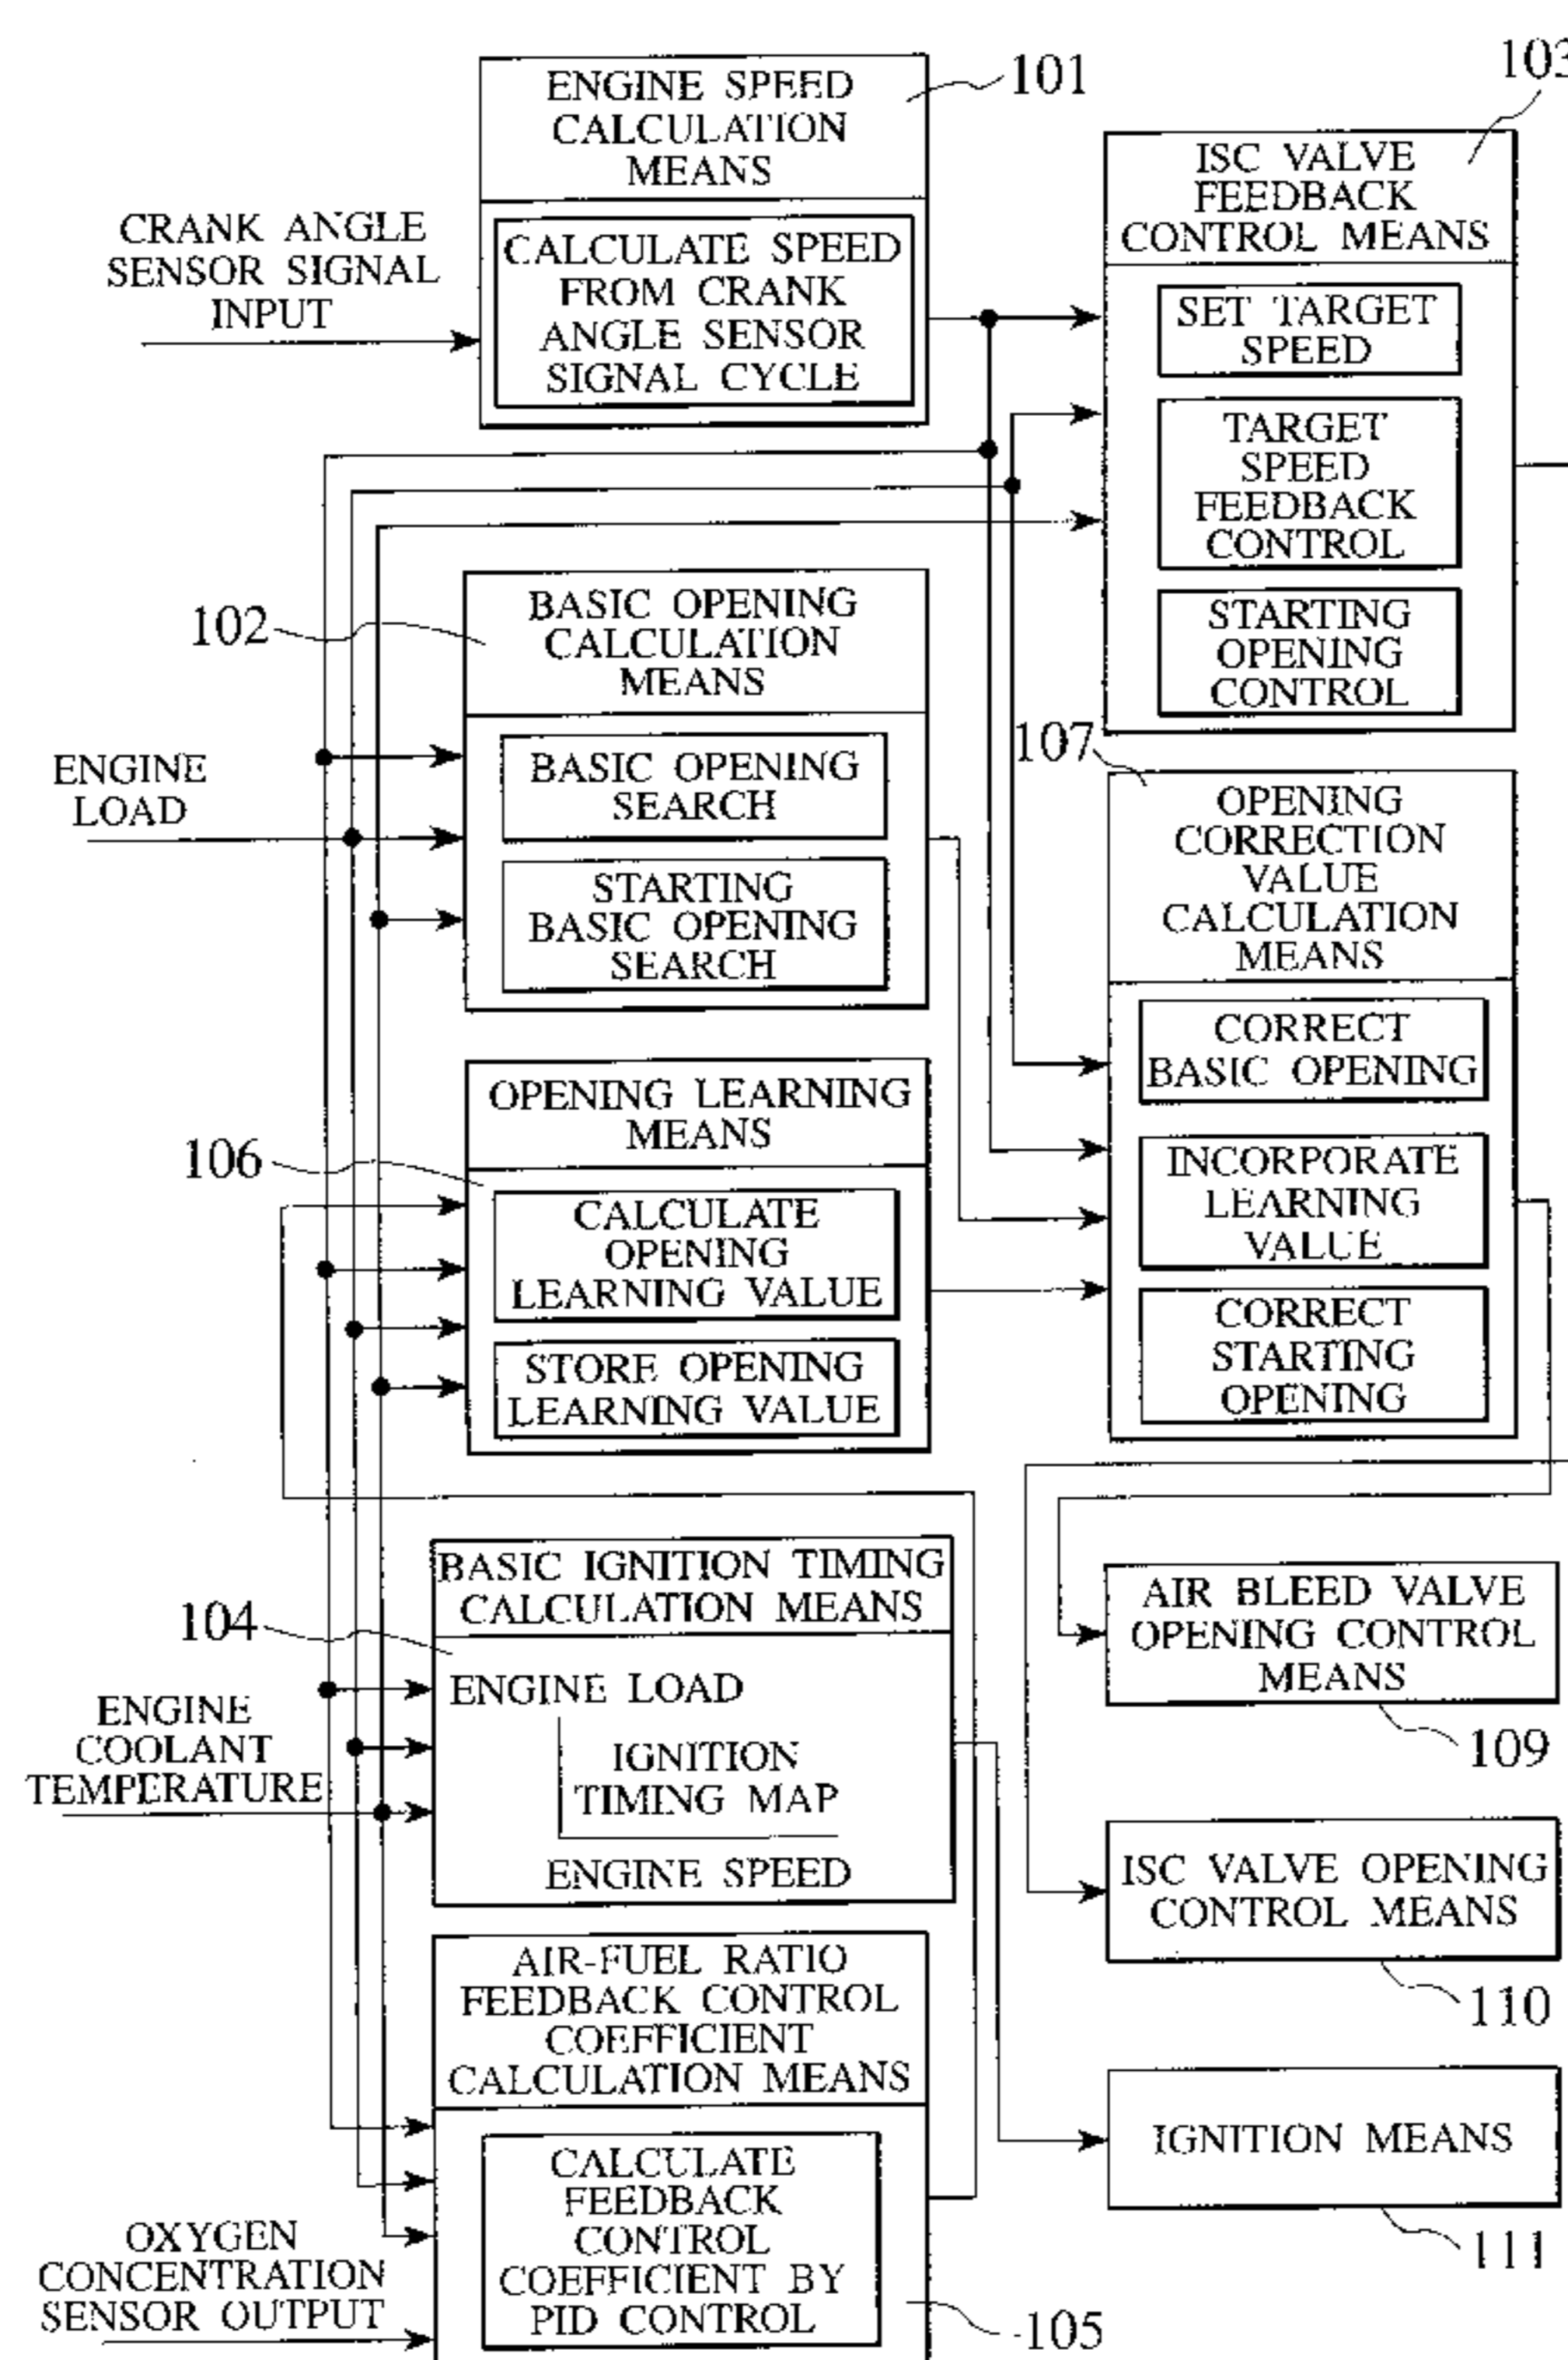 101
ENGINE SPEED
CALCULATION
MEANS
CRANK ANGLE
SENSOR SIGNAL
INPUT
CALCULATE SPEED
FROM CRANK
ANGLE SENSOR
SIGNAL CYCLE
103
ISC VALVE
FEEDBACK
CONTROL MEANS
SET TARGET
SPEED
TARGET
SPEED
FEEDBACK
CONTROL
STARTING
OPENING
CONTROL
102
BASIC OPENING
CALCULATION
MEANS
ENGINE
LOAD
BASIC OPENING
SEARCH
STARTING
BASIC OPENING
SEARCH
107
OPENING
CORRECTION
VALUE
CALCULATION
MEANS
CORRECT
BASIC OPENING
INCORPORATE
LEARNING
VALUE
CORRECT
STARTING
OPENING
OPENING LEARNING
MEANS
106
CALCULATE
OPENING
LEARNING VALUE
STORE OPENING
LEARNING VALUE
BASIC IGNITION TIMING
CALCULATION MEANS
104
ENGINE LOAD
IGNITION
TIMING MAP
ENGINE SPEED
ENGINE
COOLANT
TEMPERATURE
AIR BLEED VALVE
OPENING CONTROL
MEANS
109
ISC VALVE OPENING
CONTROL MEANS
110
AIR-FUEL RATIO
FEEDBACK CONTROL
COEFFICIENT
CALCULATION MEANS
CALCULATE
FEEDBACK
CONTROL
COEFFICIENT BY
PID CONTROL
OXYGEN
CONCENTRATION
SENSOR OUTPUT
105
IGNITION MEANS
111